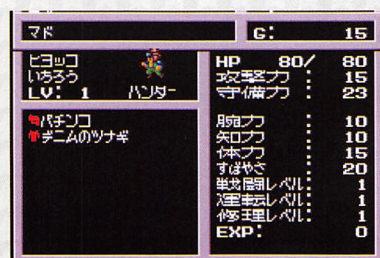 マド
G: 15
ヒヨッコ
いちろう
LV: 1 ハンター
パチンコ
デニムのツナギ
HP 80/ 80
攻撃力 : 15
守備力 : 23
腕力 : 10
知力 : 10
体力 : 15
すばやさ : 20
戦闘レベル: 1
運転レベル: 1
修理レベル: 1
EXP: 0